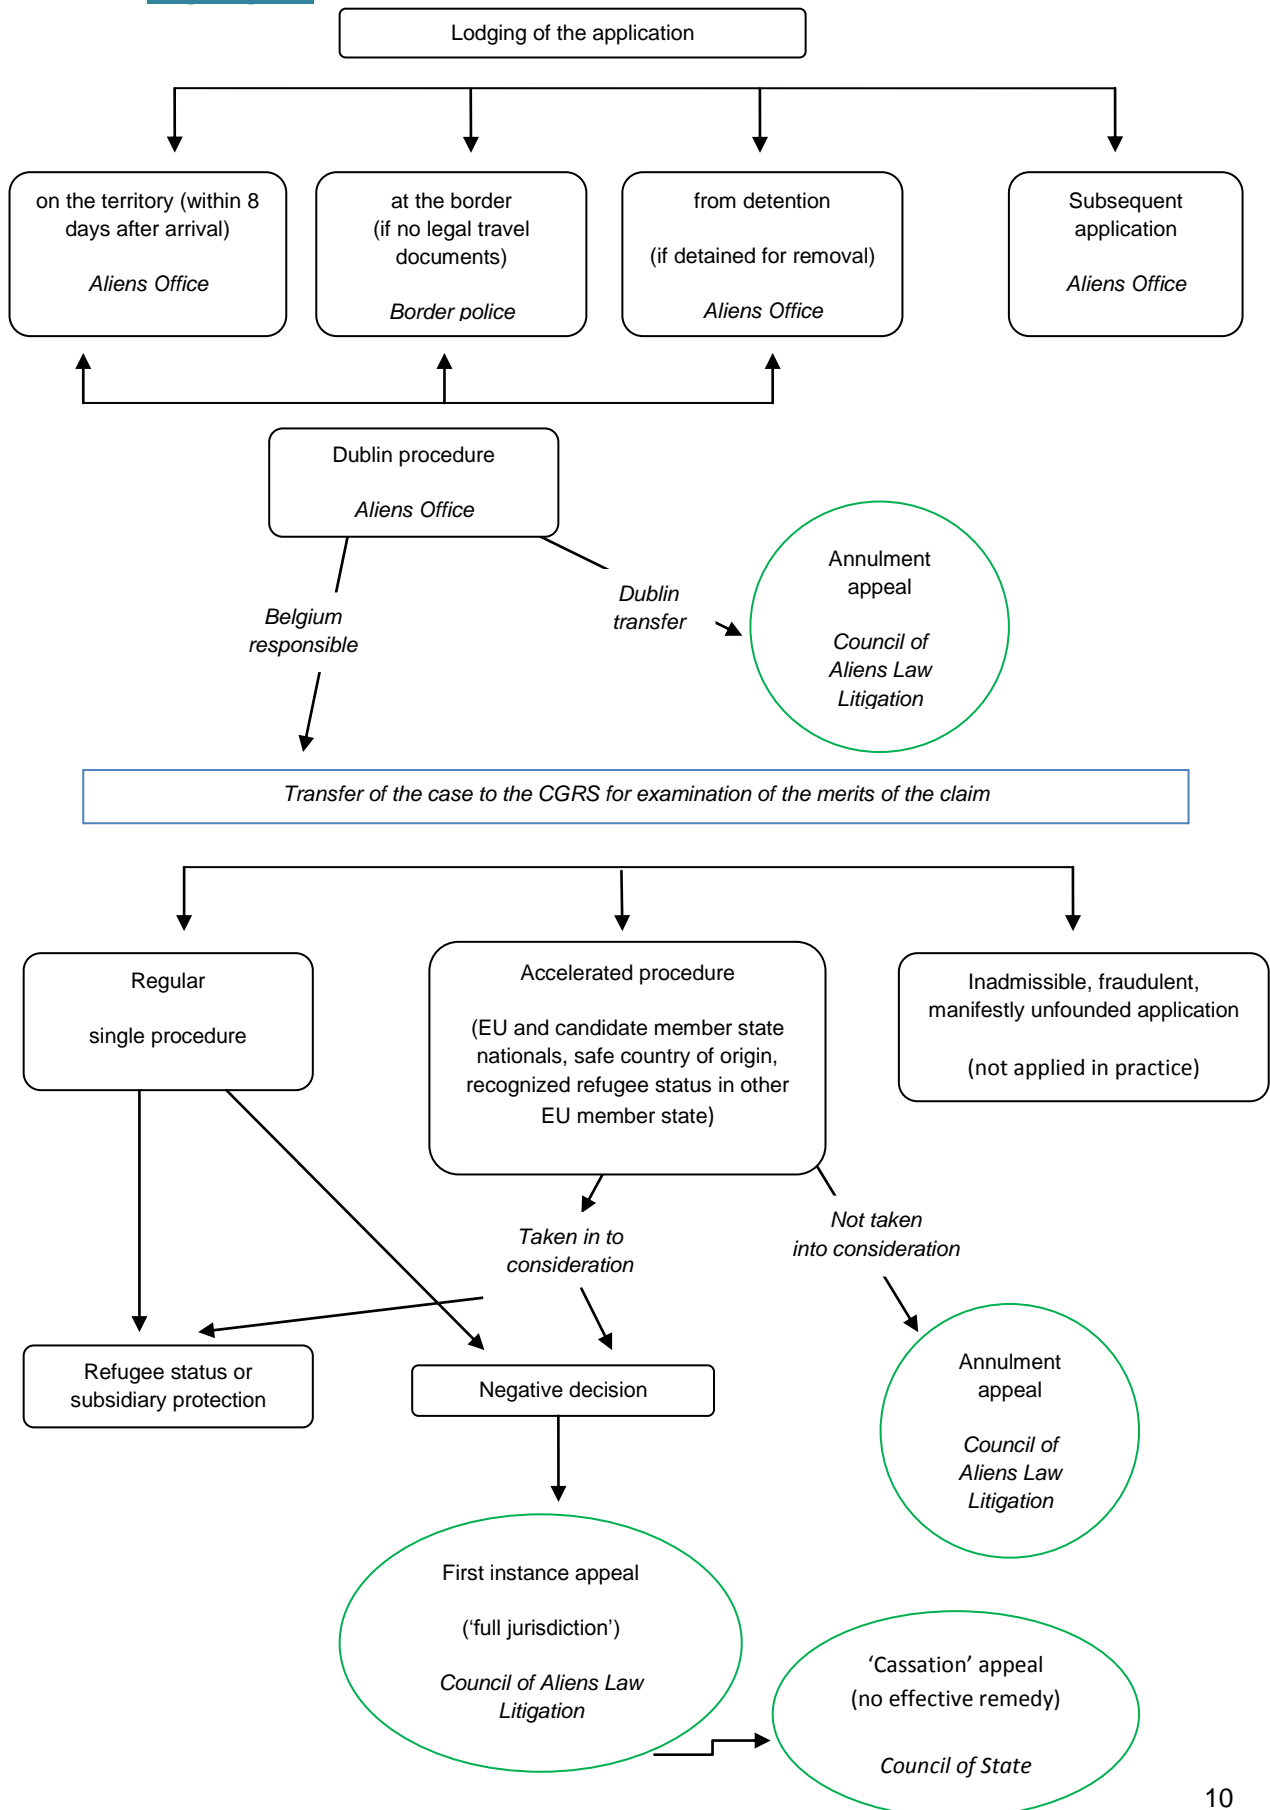 Lodging of the application
on the territory (within 8
days after arrival)
Aliens Office
at the border
(if no legal travel
documents)
Border police
from detention
(if detained for removal)
Aliens Office
Subsequent
application
Aliens Office
Dublin procedure
Aliens Office
Belgium
responsible
Dublin
transfer
Annulment
appeal
Council of
Aliens Law
Litigation
Transfer of the case to the CGRS for examination of the merits of the claim
Regular
single procedure
Accelerated procedure
(EU and candidate member state
nationals, safe country of origin,
recognized refugee status in other
EU member state)
Inadmissible, fraudulent,
manifestly unfounded application
(not applied in practice)
Taken in to
consideration
Not taken
into consideration
Refugee status or
subsidiary protection
Negative decision
Annulment
appeal
Council of
Aliens Law
Litigation
First instance appeal
(‘full jurisdiction’)
Council of Aliens Law
Litigation
‘Cassation’ appeal
(no effective remedy)
Council of State
10